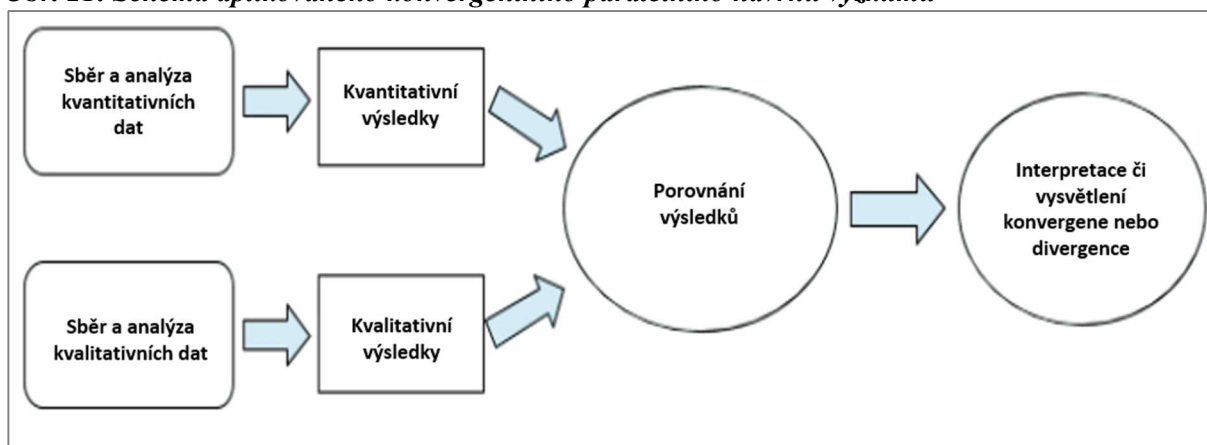 Sběr a analýza
kvantitativních
dat
Kvantitativní
výsledky
Porovnání
výsledků
Interpretace či
vysvětlení
konvergene nebo
divergence
Sběr a analýza
kvalitativních dat
Kvalitativní
výsledky